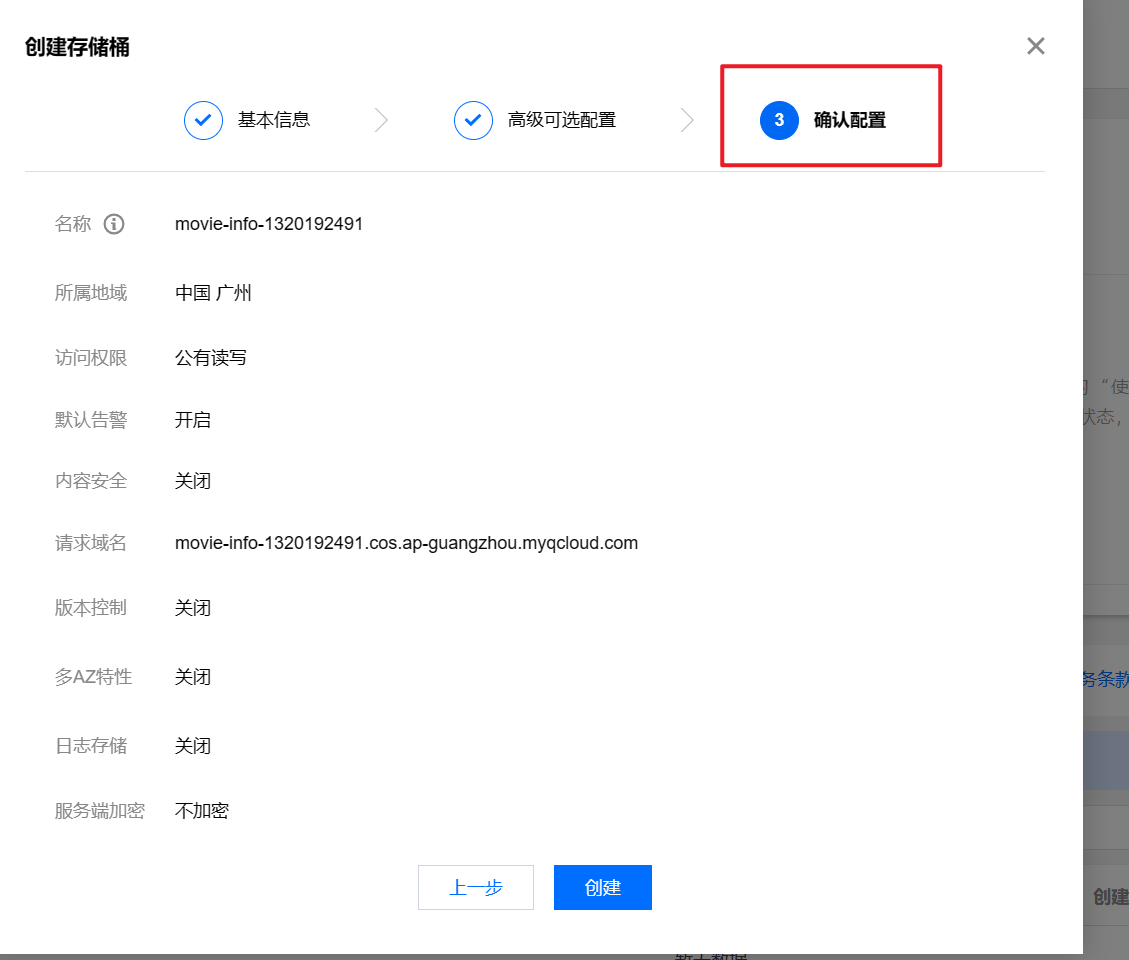 创建存储桶
基本信息
高级可选配置
3 确认配置
名称 movie-info-1320192491
所属地域 中国 广州
访问权限 公有读写
“使
默认告警 开启
状态，
内容安全 关闭
请求域名 movie-info-1320192491.cos.ap-guangzhou.myqcloud.com
版本控制 关闭
多AZ特性 关闭
务条款
日志存储 关闭
服务端加密 不加密
上一步 创建
创建
暂无数据